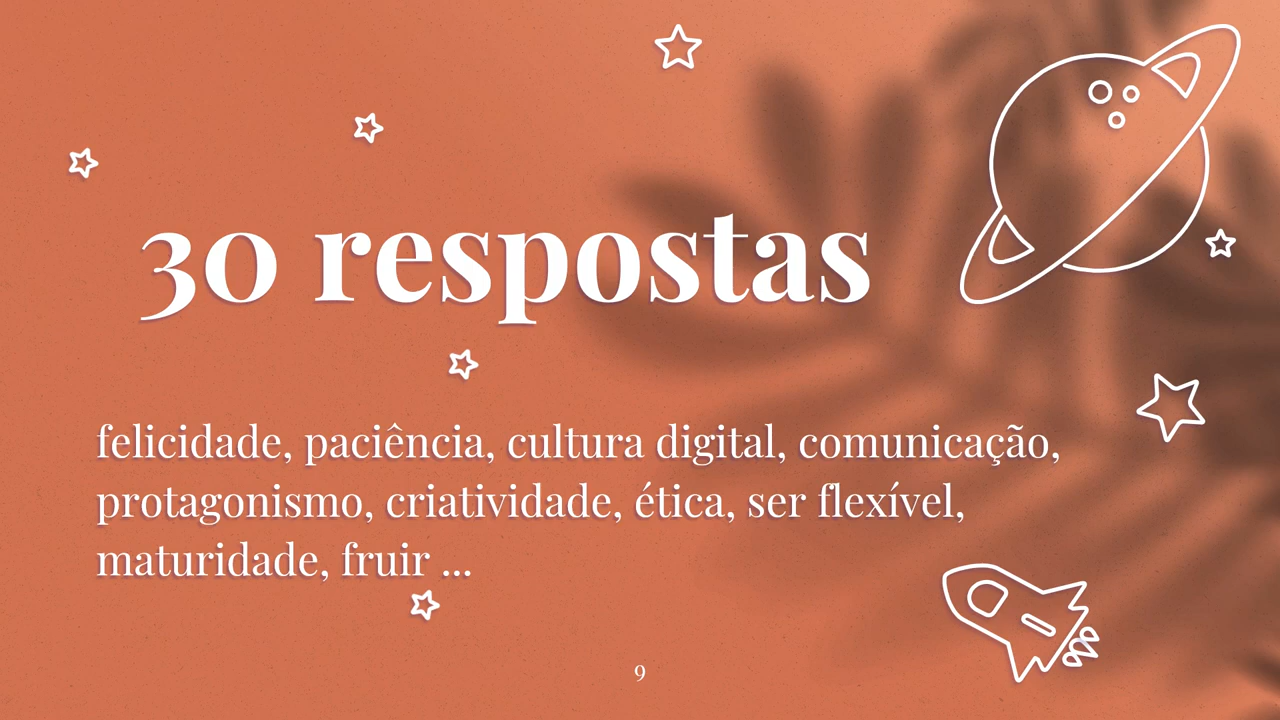 30 respostas
felicidade, paciência, cultura digital, comunicação,
protagonismo, criatividade, ética, ser flexível,
maturidade, fruir ...
9